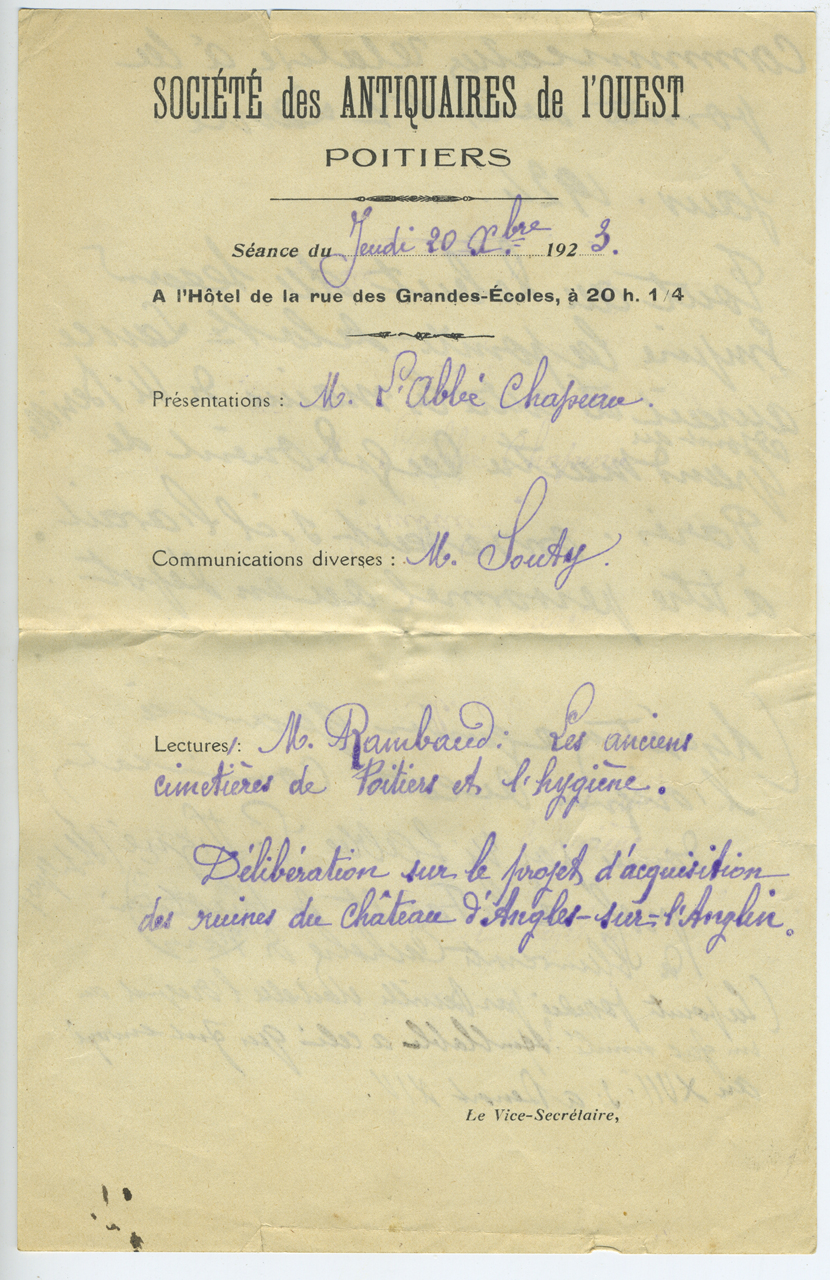 SOCIÉTÉ des ANTIQUAIRES de l'OUEST
POITIERS
Séance du Jeudi 20 Xbre 1923.
A l'Hôtel de la rue des Grandes-Écoles, à 20 h. 1/4
Présentations : M. L'Abbé Chapeau.
Communications diverses : M. Souty.
Lectures : M. Rambaud : Les anciens
cimetières de Poitiers et l'hygiène.
Délibération sur le projet d'acquisition
des ruines du Château d'Angles-sur-l'Anglin.
Le Vice-Secrétaire,